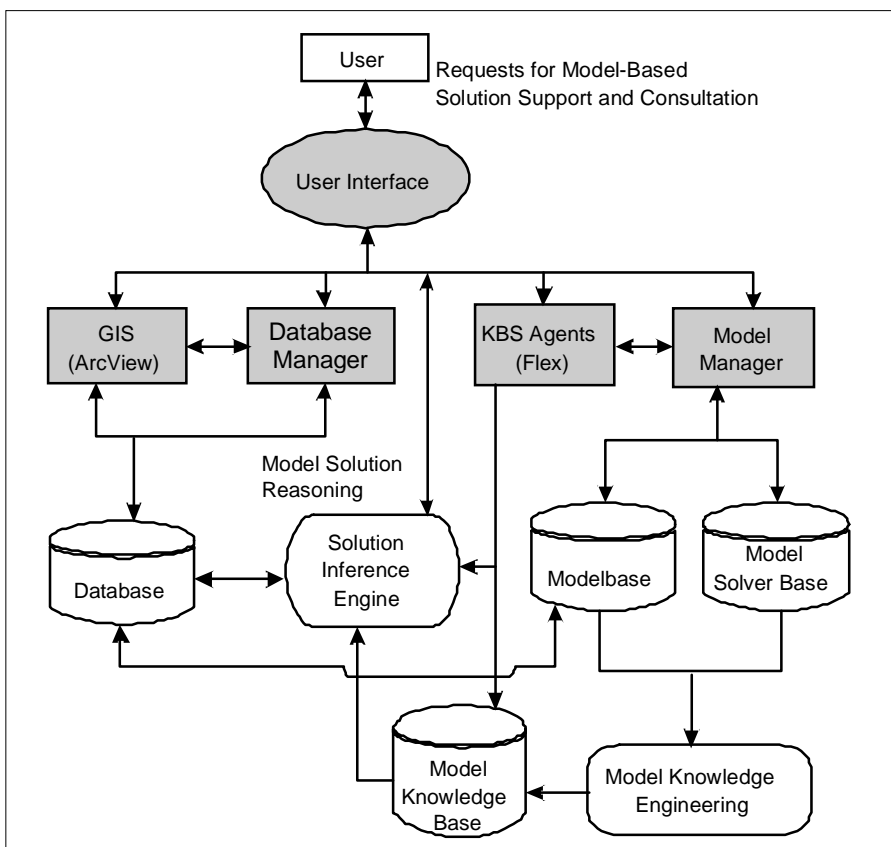 User
Requests for Model-Based
Solution Support and Consultation
User Interface
GIS
(ArcView)
Database
Manager
KBS Agents
(Flex)
Model
Manager
Model Solution
Reasoning
Database
Solution
Inference
Engine
Modelbase
Model
Solver Base
Model
Knowledge
Base
Model Knowledge
Engineering